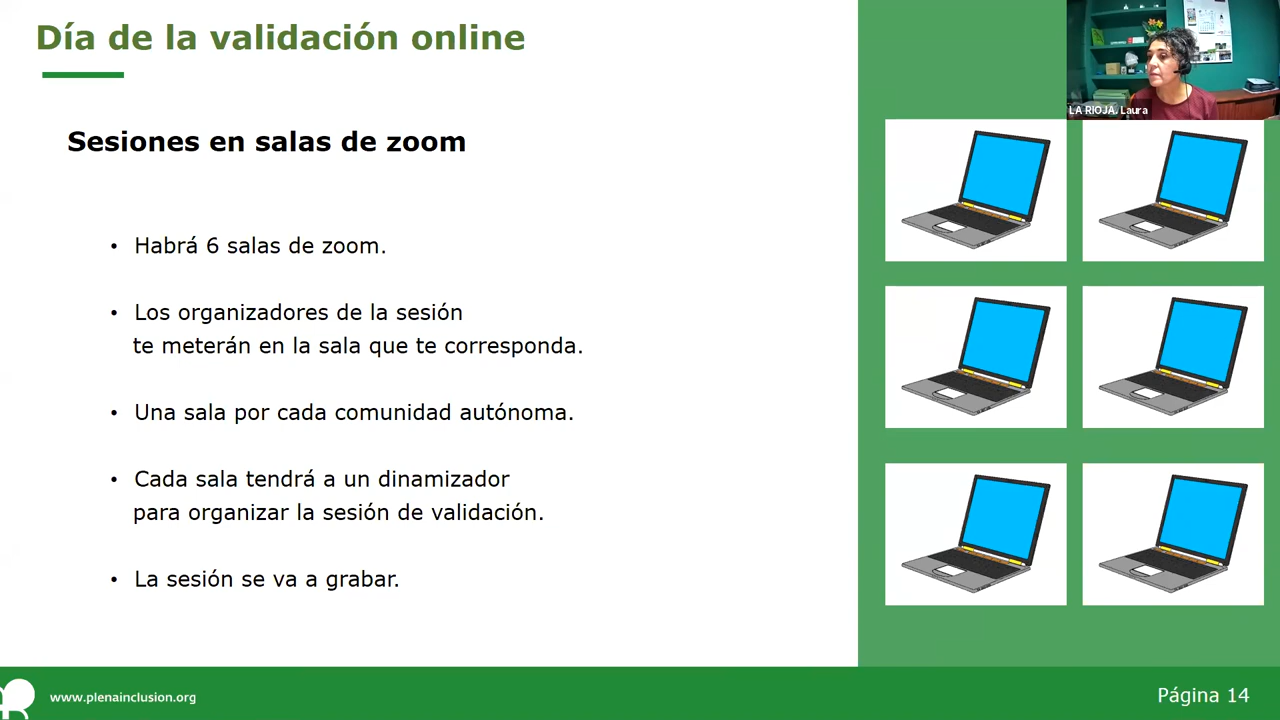 Día de la validación online
LA RIOJA, Laura
Sesiones en salas de zoom
• Habrá 6 salas de zoom.
• Los organizadores de la sesión
te meterán en la sala que te corresponda.
• Una sala por cada comunidad autónoma.
• Cada sala tendrá a un dinamizador
para organizar la sesión de validación.
• La sesión se va a grabar.
www.plenainclusion.org
Página 14